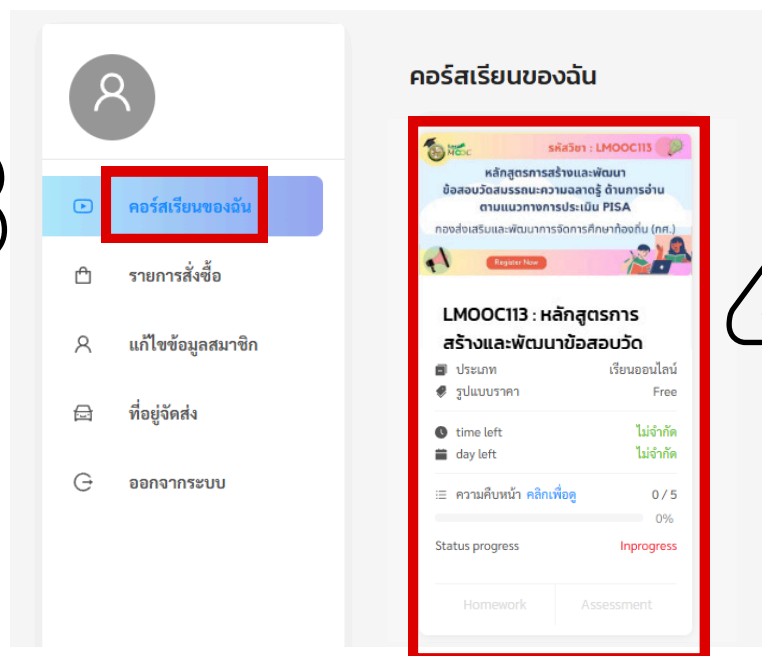 คอร์สเรียนของฉัน
รายการสั่งซื้อ
แก้ไขข้อมูลสมาชิก
ที่อยู่จัดส่ง
ออกจากระบบ
คอร์สเรียนของฉัน
MOOC
รหัสวิชา : LMOOC113
หลักสูตรการสร้างและพัฒนา
ข้อสอบวัดสมรรถนะความฉลาดรู้ ด้านการอ่าน
ตามแนวทางการประเมิน PISA
กองส่งเสริมและพัฒนาการจัดการศึกษาท้องถิ่น (กศ.)
Register Now
LMOOC113 : หลักสูตรการ
สร้างและพัฒนาข้อสอบวัด
ประเภท เรียนออนไลน์
รูปแบบราคา Free
time left ไม่จำกัด
day left ไม่จำกัด
ความคืบหน้า คลิกเพื่อดู 0 / 5
0%
Status progress Inprogress
Homework Assessment